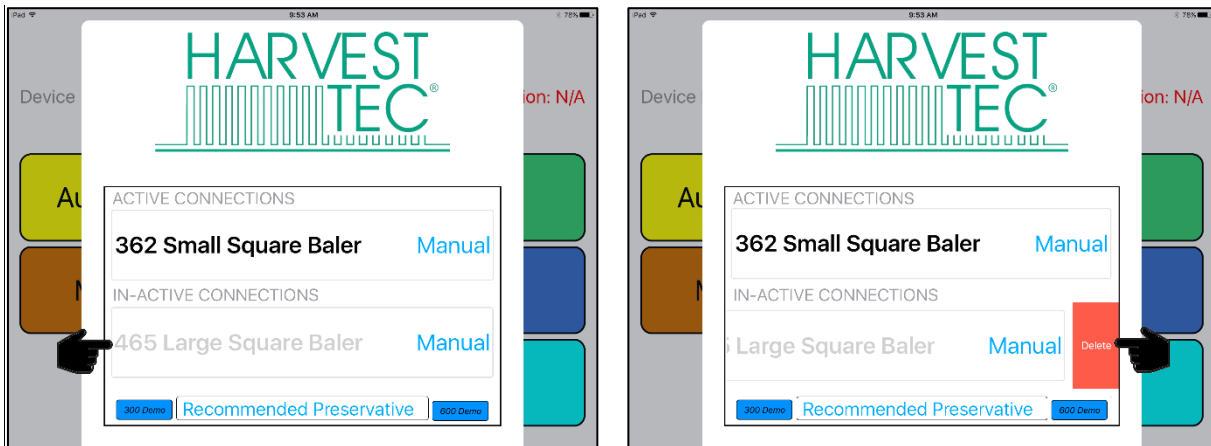 iPad 9:53 AM 78%
HARVEST
TEC®
Device ion: N/A
Au
ACTIVE CONNECTIONS
362 Small Square Baler Manual
IN-ACTIVE CONNECTIONS
465 Large Square Baler Manual
300 Demo Recommended Preservative 600 Demo
iPad 9:53 AM 78%
HARVEST
TEC®
Device ion: N/A
Au
ACTIVE CONNECTIONS
362 Small Square Baler Manual
IN-ACTIVE CONNECTIONS
Large Square Baler Manual Delete
300 Demo Recommended Preservative 600 Demo